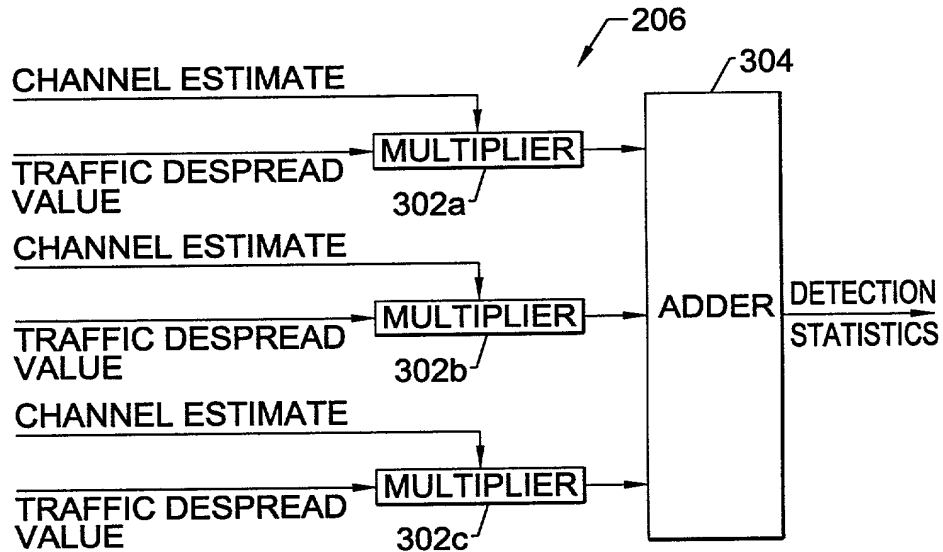 206
304
CHANNEL ESTIMATE
MULTIPLIER
TRAFFIC DESPREAD
VALUE
302a
CHANNEL ESTIMATE
MULTIPLIER
TRAFFIC DESPREAD
VALUE
302b
ADDER
DETECTION
STATISTICS
CHANNEL ESTIMATE
MULTIPLIER
TRAFFIC DESPREAD
VALUE
302c